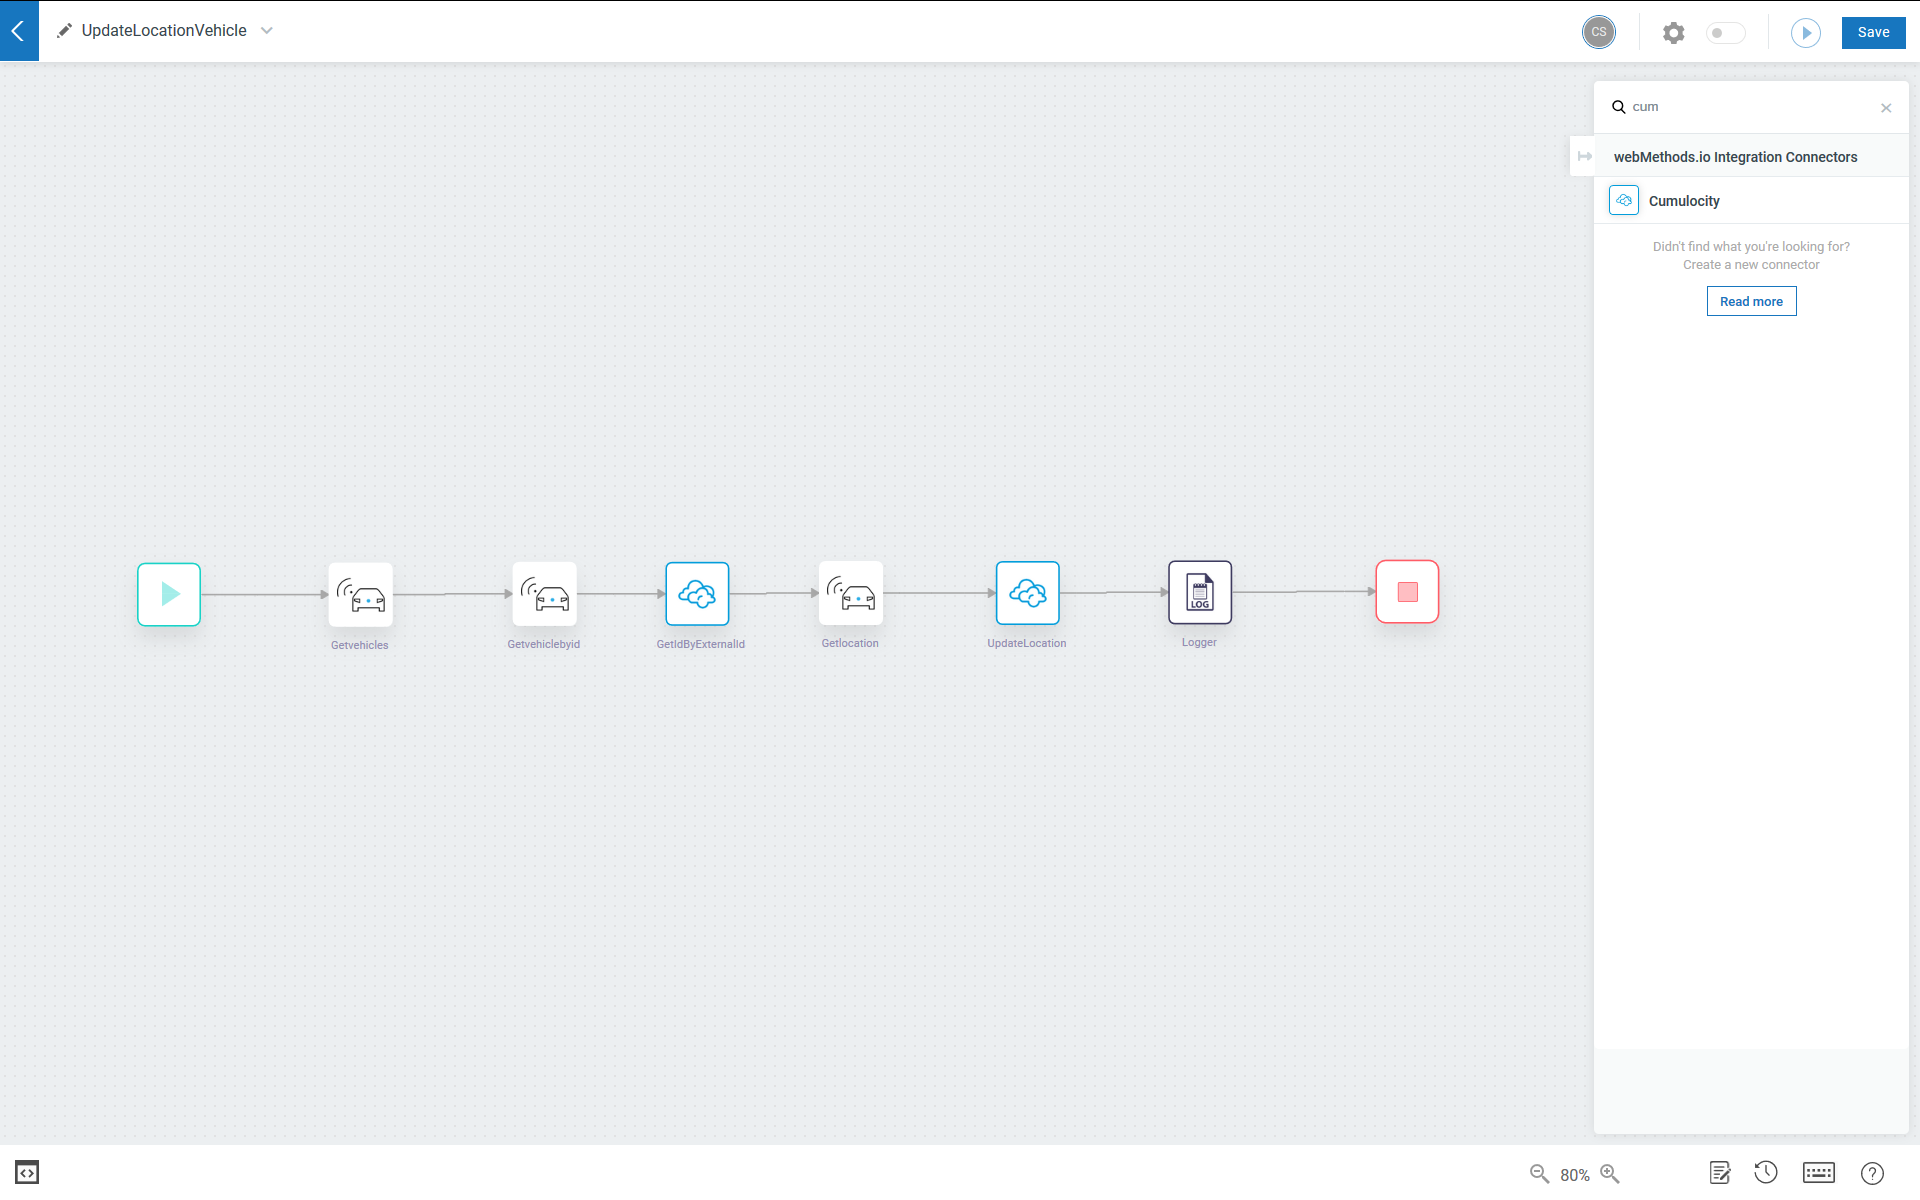 UpdateLocationVehicle
CS
Save
cum
webMethods.io Integration Connectors
Cumulocity
Didn't find what you're looking for?
Create a new connector
Read more
Getvehicles
Getvehiclebyid
GetIdByExternalId
Getlocation
UpdateLocation
LOG
Logger
80%